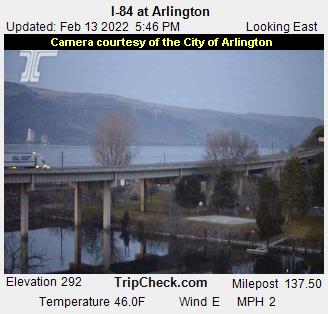 I-84 at Arlington
Updated: Feb 13 2022 5:46 PM Looking East
Camera courtesy of the City of Arlington
Elevation 292 TripCheck.com Milepost 137.50
Temperature 46.0F Wind E MPH 2